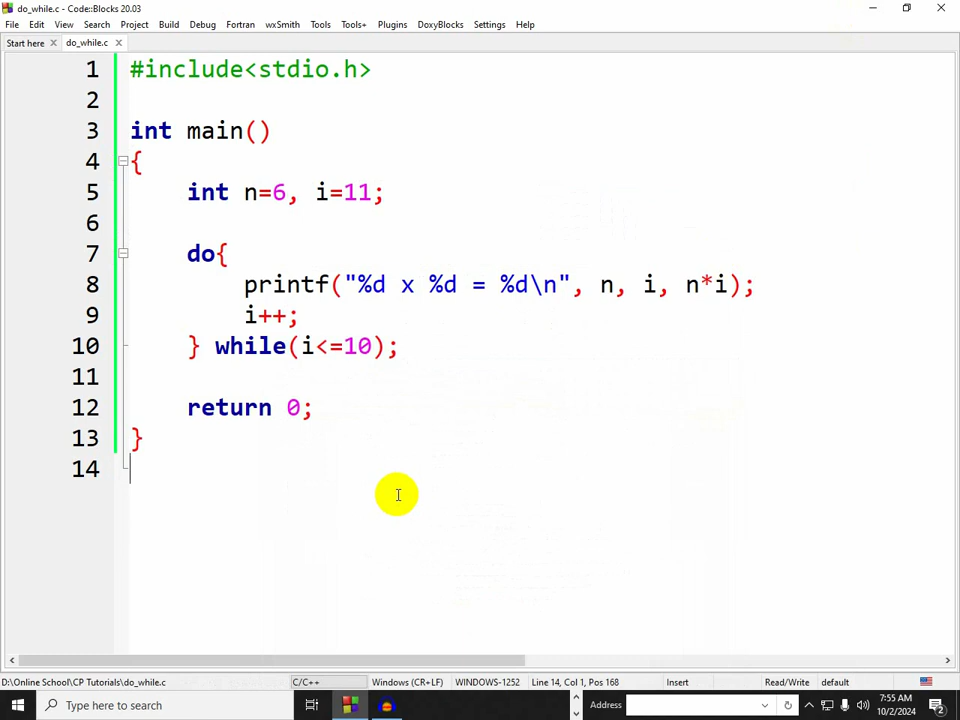 do_while.c - Code::Blocks 20.03
File Edit View Search Project Build Debug Fortran wxSmith Tools Tools+ Plugins DoxyBlocks Settings Help
Start here do_while.c
1 #include<stdio.h>
2
3 int main()
4 {
5 int n=6, i=11;
6
7 do{
8 printf("%d x %d = %d\n", n, i, n*i);
9 i++;
10 } while(i<=10);
11
12 return 0;
13 }
14
D:\Online School\CP Tutorials\do_while.c C/C++ Windows (CR+LF) WINDOWS-1252 Line 14, Col 1, Pos 168 Insert Read/Write default
Type here to search Address 7:55 AM
10/2/2024 2